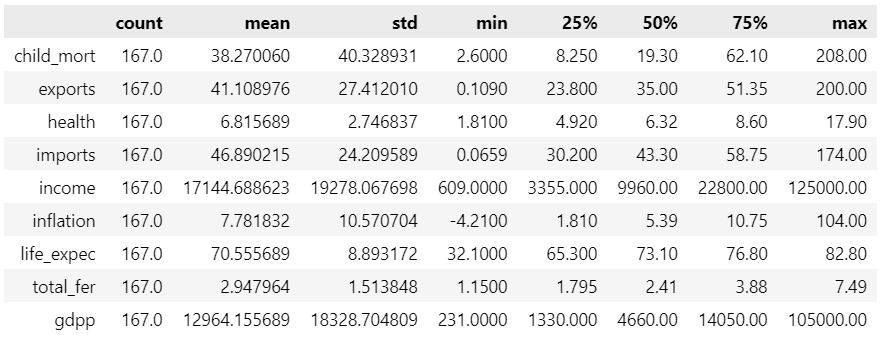 count mean std min 25% 50% 75% max
child_mort 167.0 38.270060 40.328931 2.6000 8.250 19.30 62.10 208.00
exports 167.0 41.108976 27.412010 0.1090 23.800 35.00 51.35 200.00
health 167.0 6.815689 2.746837 1.8100 4.920 6.32 8.60 17.90
imports 167.0 46.890215 24.209589 0.0659 30.200 43.30 58.75 174.00
income 167.0 17144.688623 19278.067698 609.0000 3355.000 9960.00 22800.00 125000.00
inflation 167.0 7.781832 10.570704 -4.2100 1.810 5.39 10.75 104.00
life_expec 167.0 70.555689 8.893172 32.1000 65.300 73.10 76.80 82.80
total_fer 167.0 2.947964 1.513848 1.1500 1.795 2.41 3.88 7.49
gdpp 167.0 12964.155689 18328.704809 231.0000 1330.000 4660.00 14050.00 105000.00